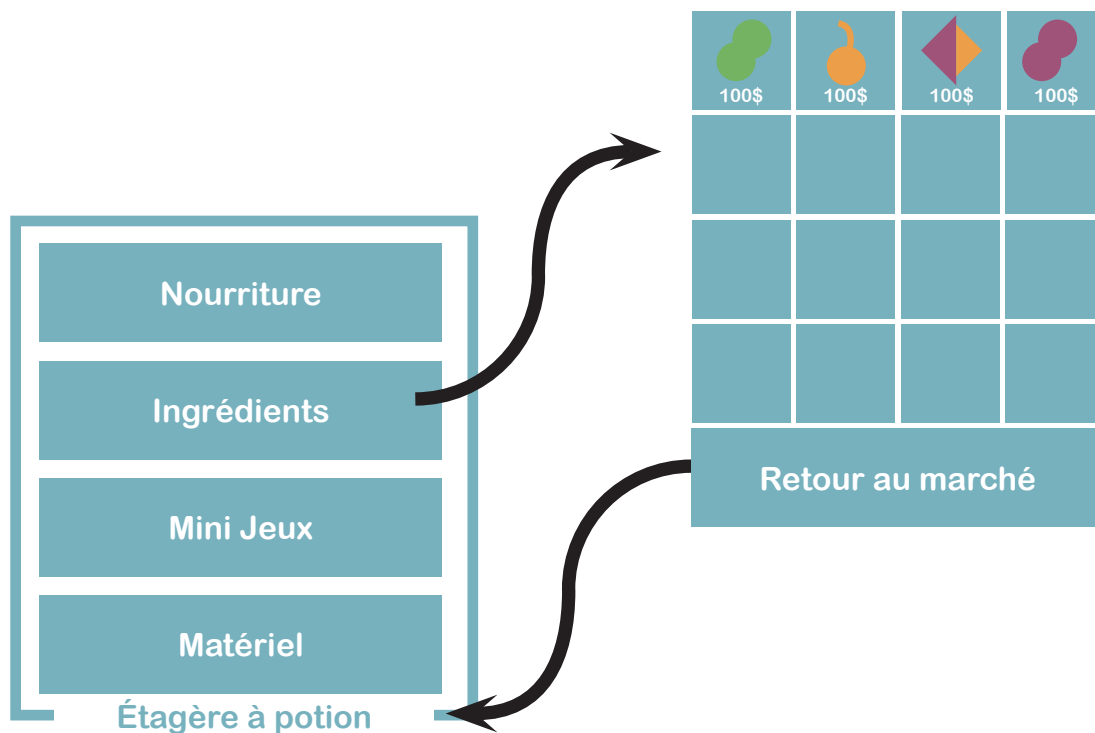 100$ 100$ 100$ 100$
Nourriture
Ingrédients
Mini Jeux
Matériel
Étagère à potion
Retour au marché